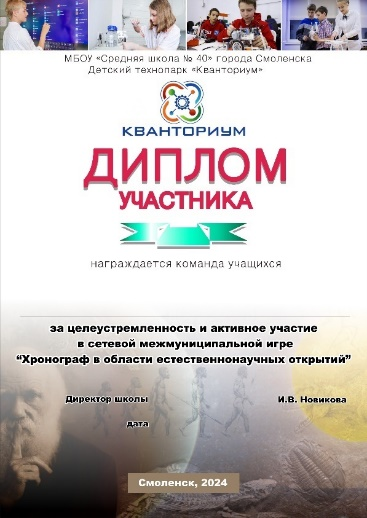 МБОУ «Средняя школа № 40» города Смоленска
Детский технопарк «Кванториум»
КВАНТОРИУМ
ДИПЛОМ
УЧАСТНИКА
награждается команда учащихся
за целеустремленность и активное участие
в сетевой межмуниципальной игре
“Хронограф в области естественнонаучных открытий”
Директор школы И.В. Новикова
дата
Смоленск, 2024